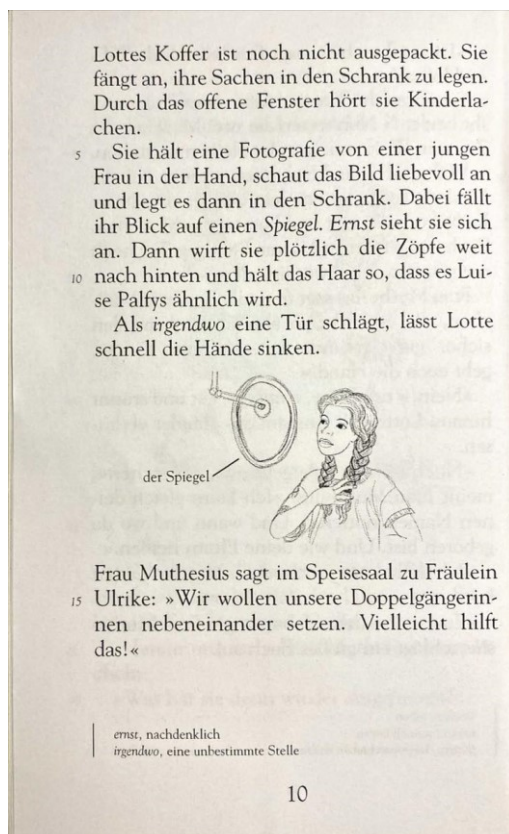 Lottes Koffer ist noch nicht ausgepackt. Sie
fängt an, ihre Sachen in den Schrank zu legen.
Durch das offene Fenster hört sie Kinderla-
chen.
5 Sie hält eine Fotografie von einer jungen
Frau in der Hand, schaut das Bild liebevoll an
und legt es dann in den Schrank. Dabei fällt
ihr Blick auf einen Spiegel. Ernst sieht sie sich
an. Dann wirft sie plötzlich die Zöpfe weit
10 nach hinten und hält das Haar so, dass es Lui-
se Palfys ähnlich wird.
Als irgendwo eine Tür schlägt, lässt Lotte
schnell die Hände sinken.
der Spiegel
Frau Muthesius sagt im Speisesaal zu Fräulein
15 Ulrike: »Wir wollen unsere Doppelgängerin-
nen nebeneinander setzen. Vielleicht hilft
das!«
ernst, nachdenklich
irgendwo, eine unbestimmte Stelle
10